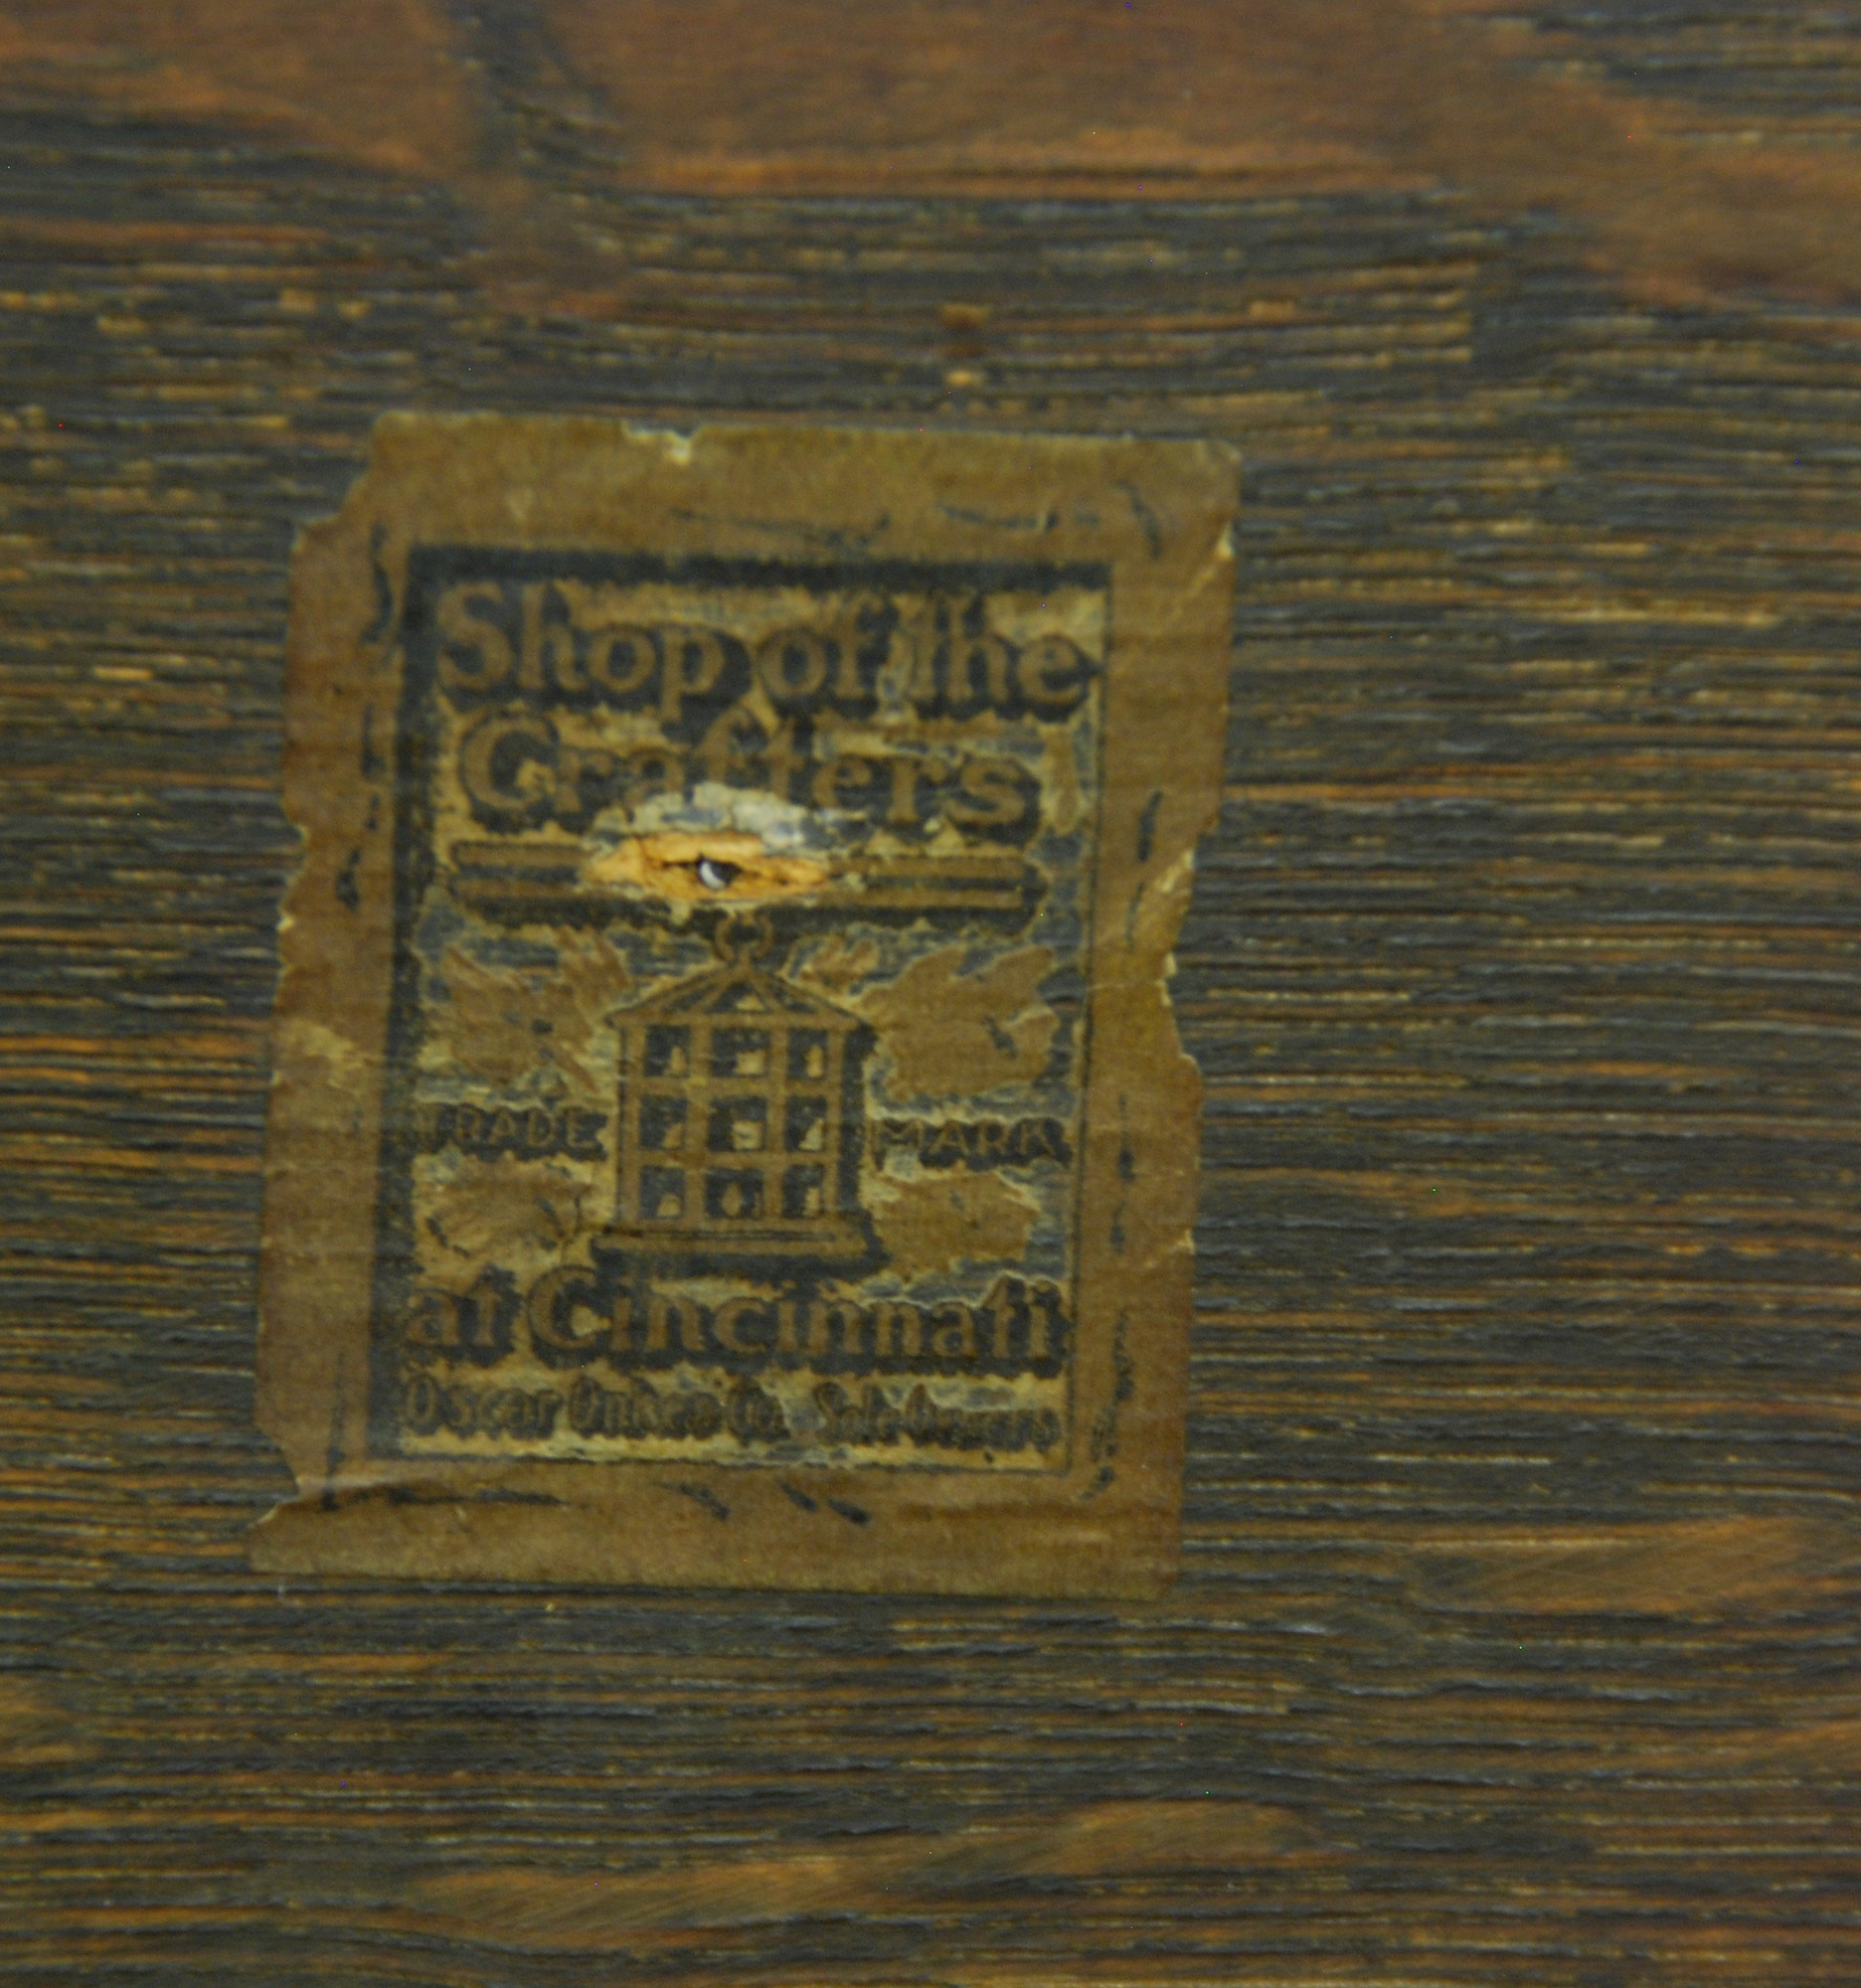 Shop of the
Crafters
TRADE MARK
at Cincinnati
Oscar Onken Co. Sole Owners